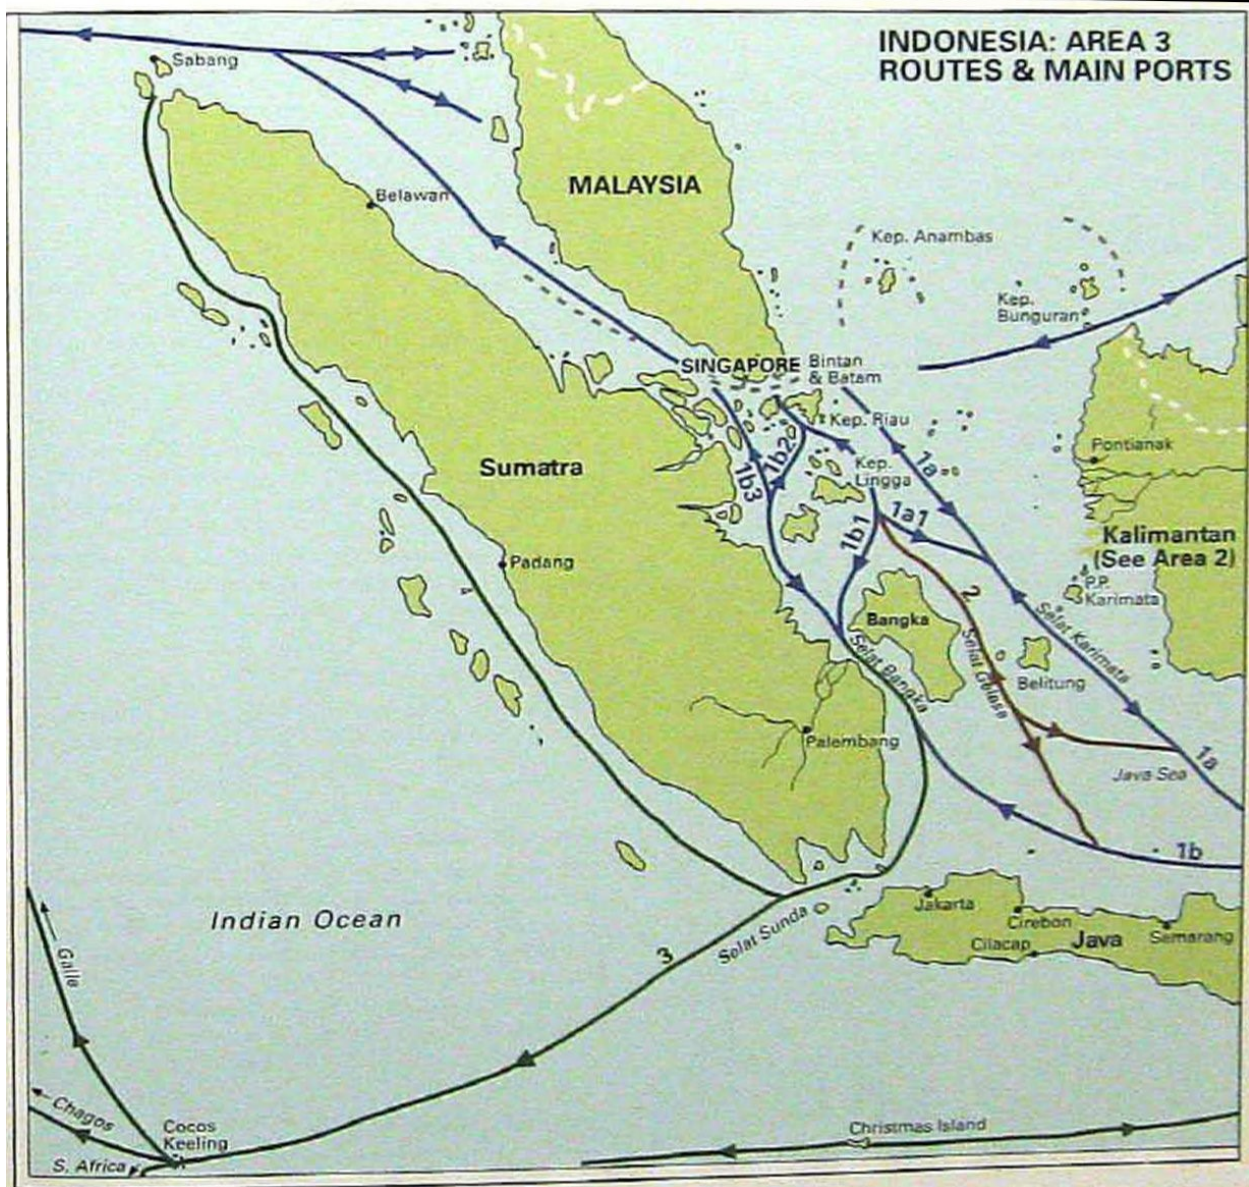 INDONESIA: AREA 3
ROUTES & MAIN PORTS
Sabang
Belawan
MALAYSIA
Kep. Anambas
Kep.
Bunguran
SINGAPORE
Bintan
& Batam
Kep. Riau
Pontianak
Sumatra
Kep.
Lingga
1a
1b2
1b3
1a1
1b1
Kalimantan
(See Area 2)
Padang
4
2
P.P.
Karimata
Bangka
Selat Karimata
Selat Bangka
Selat Gelasa
Belitung
Palembang
Java Sea
1a
1b
Indian Ocean
3
Selat Sunda
Jakarta
Cirebon
Cilacap
Java
Semarang
Galle
Chagos
Cocos
Keeling
S. Africa
Christmas Island